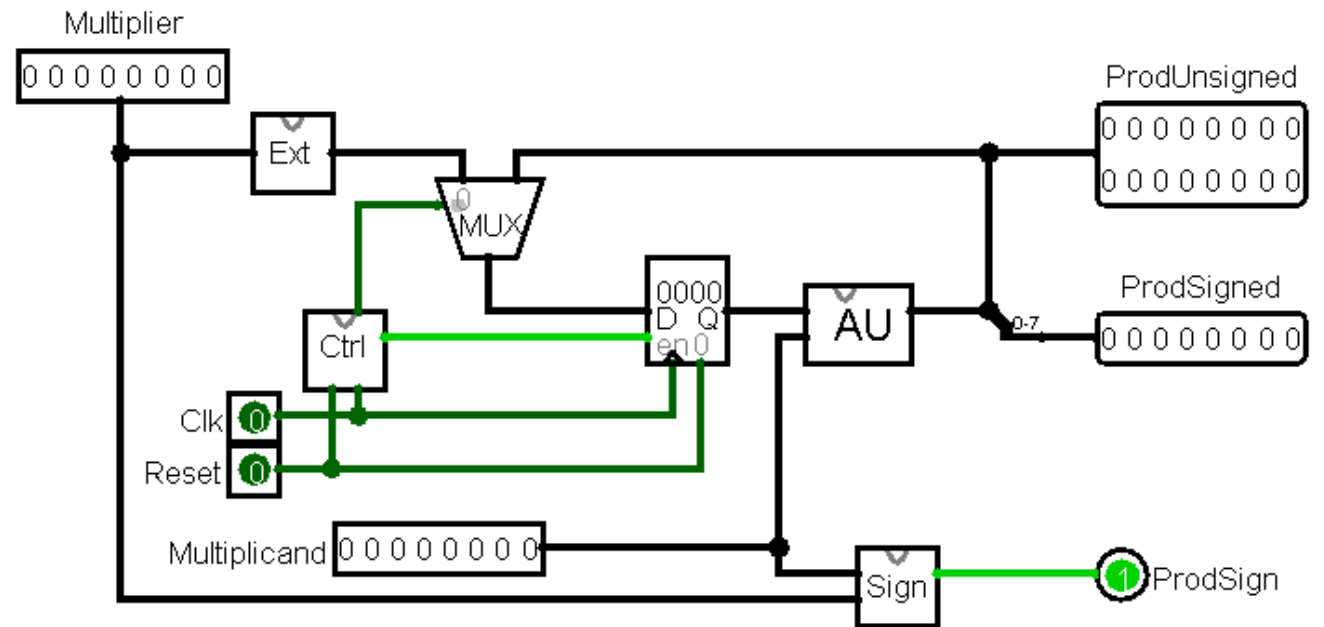 Multiplier
0 0 0 0 0 0 0 0
ProdUnsigned
0 0 0 0 0 0 0 0
0 0 0 0 0 0 0 0
Ext
0
MUX
0000
D Q
en 0
AU
ProdSigned
0-7
0 0 0 0 0 0 0 0
Ctrl
Clk 0
Reset 0
Multiplicand 0 0 0 0 0 0 0 0
Sign
1 ProdSign